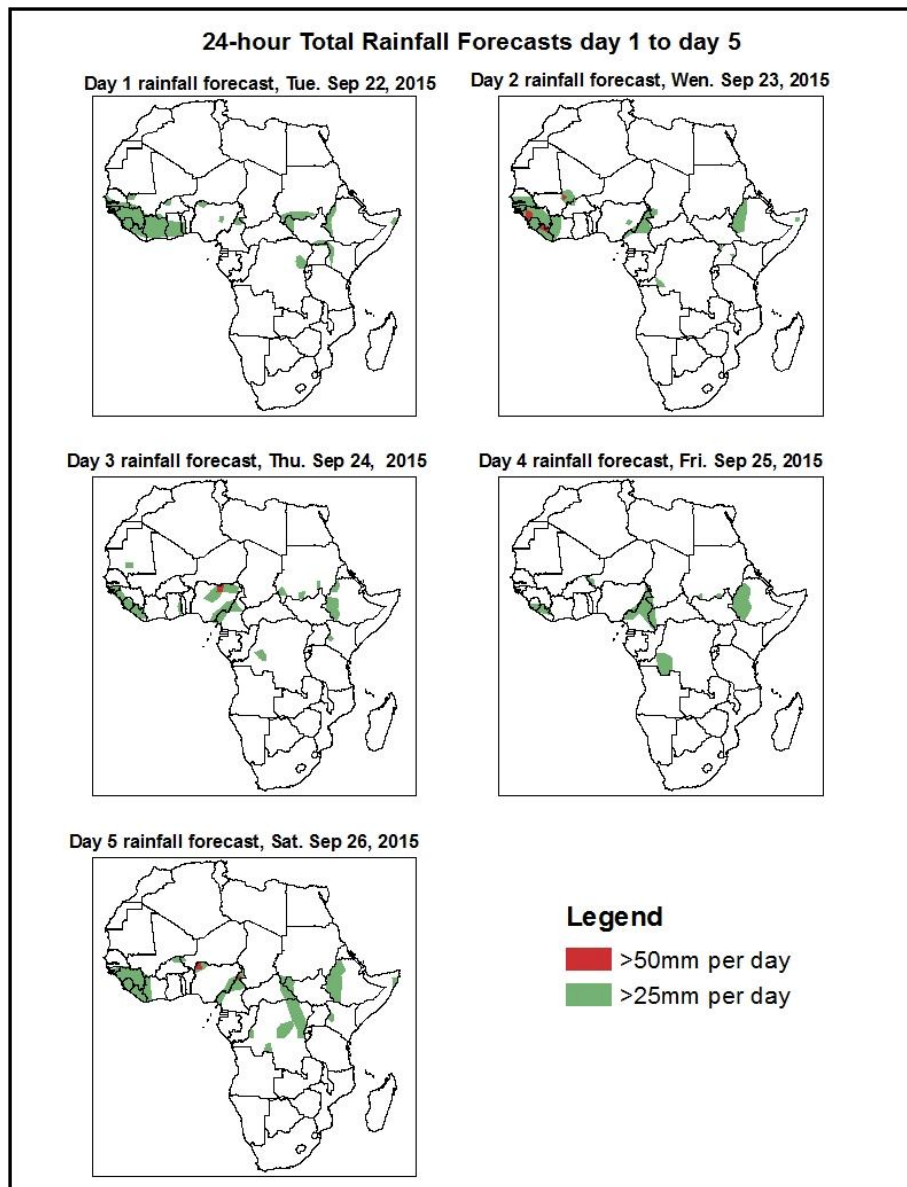 24-hour Total Rainfall Forecasts day 1 to day 5
Day 1 rainfall forecast, Tue. Sep 22, 2015
Day 2 rainfall forecast, Wen. Sep 23, 2015
Day 3 rainfall forecast, Thu. Sep 24, 2015
Day 4 rainfall forecast, Fri. Sep 25, 2015
Day 5 rainfall forecast, Sat. Sep 26, 2015
Legend
>50mm per day
>25mm per day